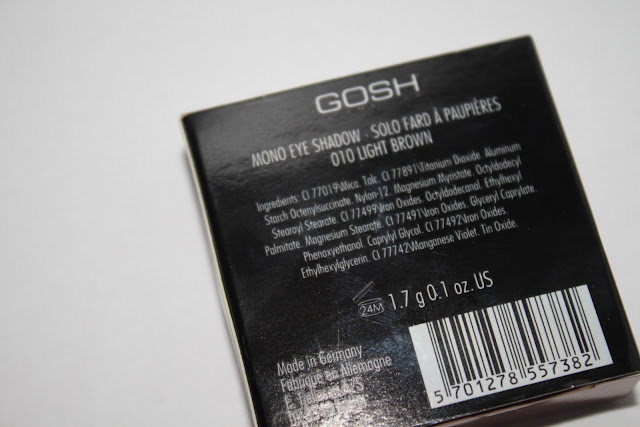 GOSH
MONO EYE SHADOW · SOLO FARD À PAUPIÈRES
010 LIGHT BROWN
Ingredients: CI 77019\Mica. Talc. CI 77891\Titanium Dioxide. Aluminum
Starch Octenylsuccinate. Nylon-12. Magnesium Myristate. Octyldodecyl
Stearoyl Stearate. CI 77499\Iron Oxides. Octyldodecanol. Ethylhexyl
Palmitate. Magnesium Stearate. CI 77491\Iron Oxides. Glyceryl Caprylate.
Phenoxyethanol. Caprylyl Glycol. CI 77492\Iron Oxides.
Ethylhexylglycerin. CI 77742\Manganese Violet. Tin Oxide.
24M 1.7 g 0.1 oz. US
Made in Germany
Fabriqué en Allemagne
A/S
5 701278 557382